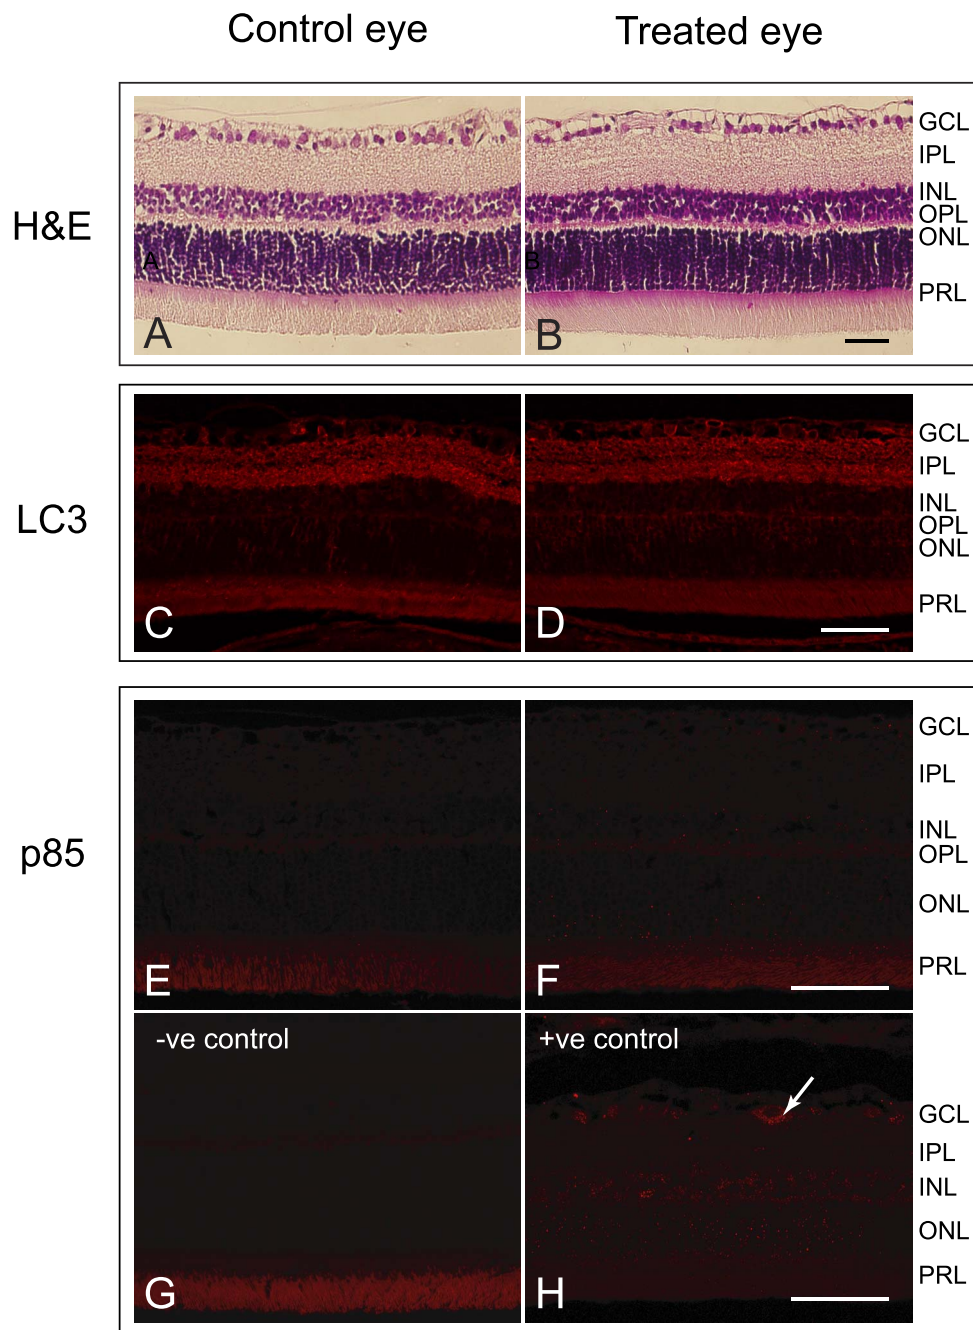 Control eye
Treated eye
H&E
A
B
A
B
GCL
IPL
INL
OPL
ONL
PRL
LC3
C
D
GCL
IPL
INL
OPL
ONL
PRL
p85
E
F
GCL
IPL
INL
OPL
ONL
PRL
-ve control
G
+ve control
H
GCL
IPL
INL
ONL
PRL